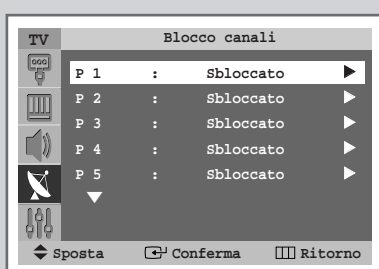 TV Blocco canali
P 1 : Sbloccato
P 2 : Sbloccato
P 3 : Sbloccato
P 4 : Sbloccato
P 5 : Sbloccato
Sposta Conferma Ritorno